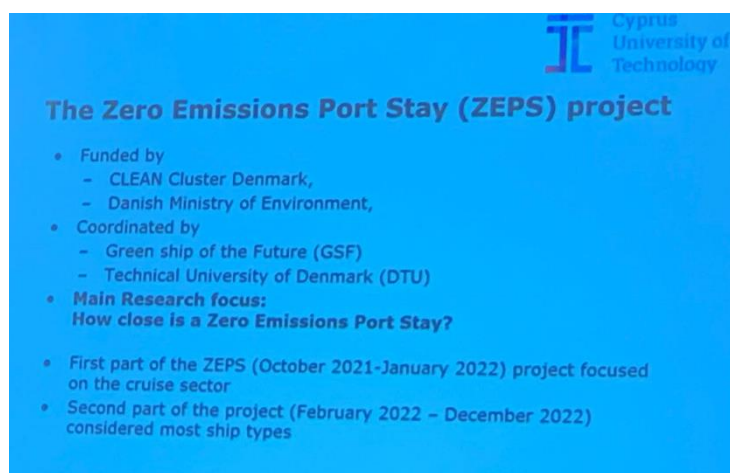 Cyprus
University of
Technology
The Zero Emissions Port Stay (ZEPS) project
• Funded by
– CLEAN Cluster Denmark,
– Danish Ministry of Environment,
• Coordinated by
– Green ship of the Future (GSF)
– Technical University of Denmark (DTU)
• Main Research focus:
How close is a Zero Emissions Port Stay?
• First part of the ZEPS (October 2021-January 2022) project focused
on the cruise sector
• Second part of the project (February 2022 – December 2022)
considered most ship types